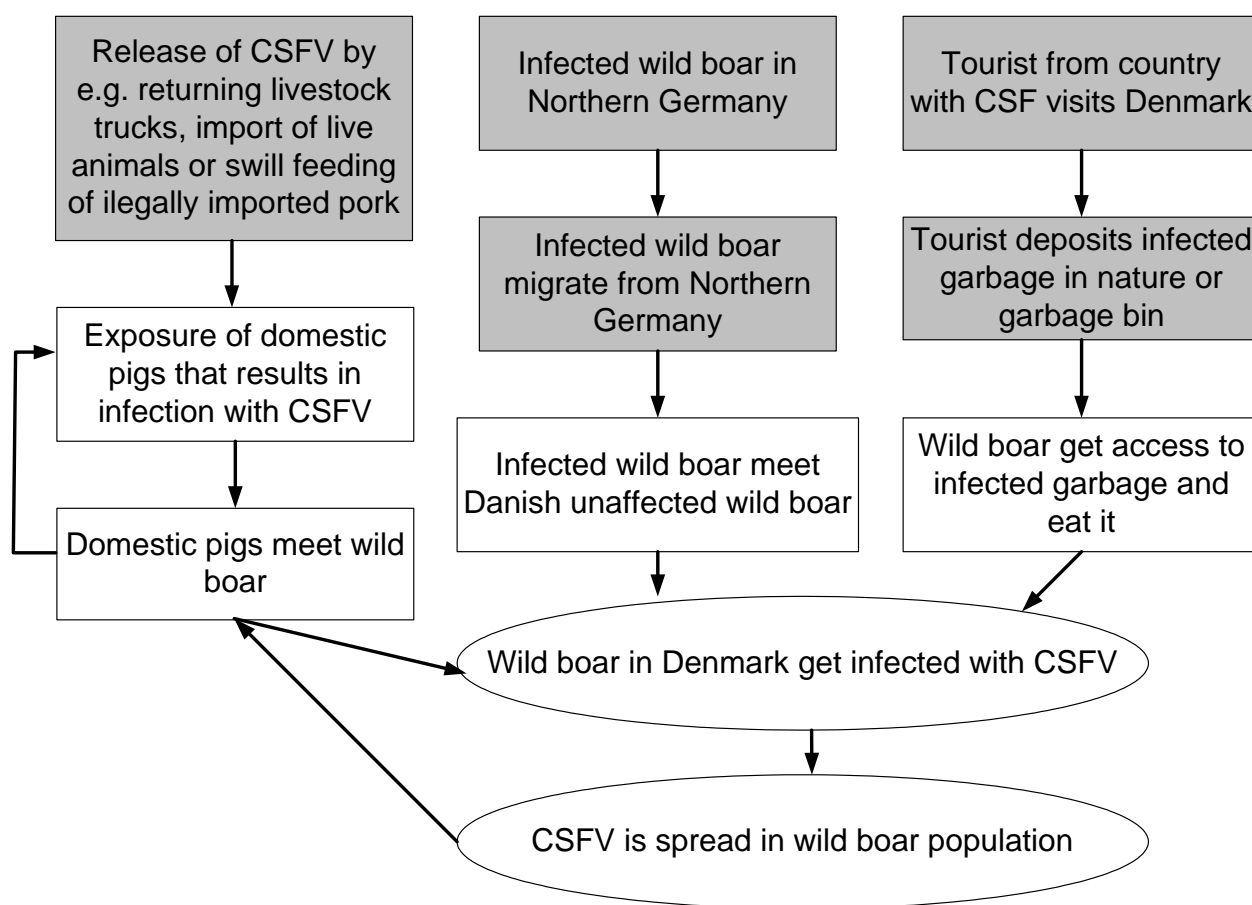 Release of CSFV by
e.g. returning livestock
trucks, import of live
animals or swill feeding
of ilegally imported pork
Infected wild boar in
Northern Germany
Tourist from country
with CSF visits Denmark
Infected wild boar
migrate from Northern
Germany
Tourist deposits infected
garbage in nature or
garbage bin
Exposure of domestic
pigs that results in
infection with CSFV
Infected wild boar meet
Danish unaffected wild boar
Wild boar get access to
infected garbage and
eat it
Domestic pigs meet wild
boar
Wild boar in Denmark get infected with CSFV
CSFV is spread in wild boar population